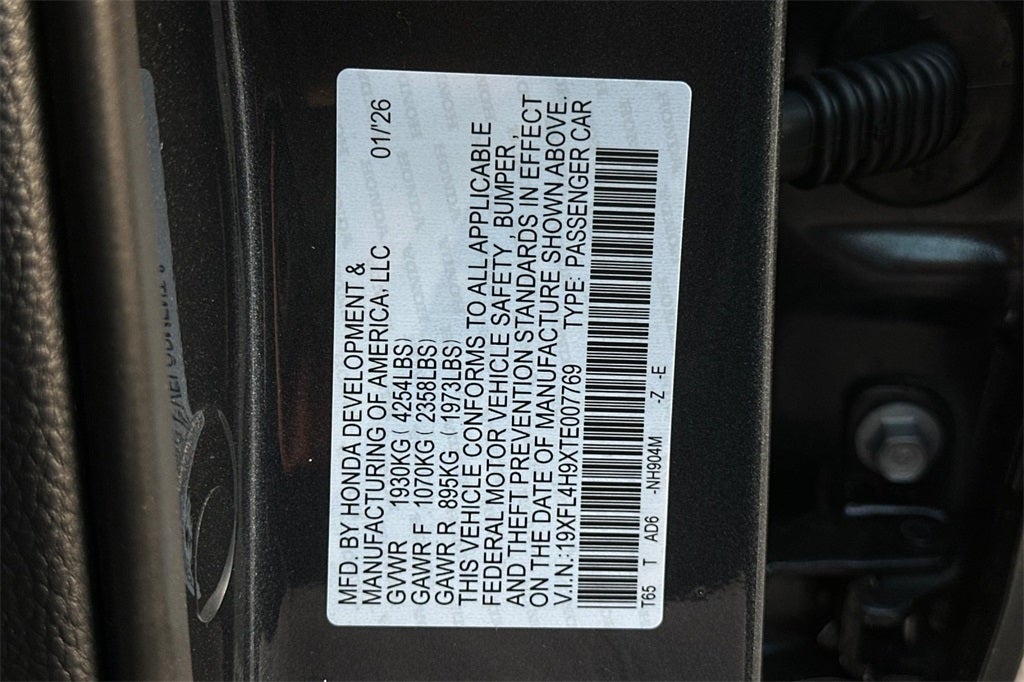 MFD. BY HONDA DEVELOPMENT &
MANUFACTURING OF AMERICA, LLC 01/'26
GVWR 1930KG ( 4254LBS)
GAWR F 1070KG ( 2358LBS)
GAWR R 895KG ( 1973LBS)
THIS VEHICLE CONFORMS TO ALL APPLICABLE
FEDERAL MOTOR VEHICLE SAFETY, BUMPER,
AND THEFT PREVENTION STANDARDS IN EFFECT
ON THE DATE OF MANUFACTURE SHOWN ABOVE.
V.I.N.:19XFL4H9XTE007769 TYPE: PASSENGER CAR
T65 T AD6 -NH904M -Z -E